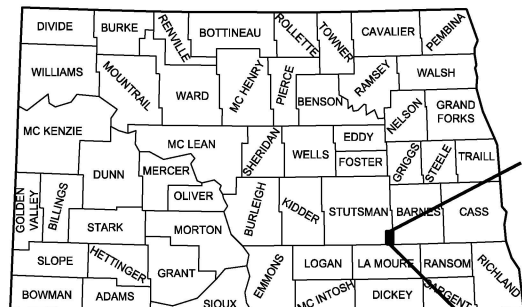 DIVIDE
BURKE
RENVILLE
BOTTINEAU
ROLLETTE
TOWNER
CAVALIER
PEMBINA
WILLIAMS
MOUNTRAIL
WARD
MC HENRY
PIERCE
BENSON
RAMSEY
WALSH
NELSON
GRAND
FORKS
MC KENZIE
DUNN
MC LEAN
MERCER
OLIVER
SHERIDAN
WELLS
EDDY
FOSTER
GRIGGS
STEELE
TRAILL
GOLDEN
VALLEY
BILLINGS
STARK
MORTON
BURLEIGH
KIDDER
STUTSMAN
BARNES
CASS
SLOPE
HETTINGER
GRANT
EMMONS
LOGAN
LA MOURE
RANSOM
RICHLAND
BOWMAN
ADAMS
SIOUX
MC INTOSH
DICKEY
SARGENT